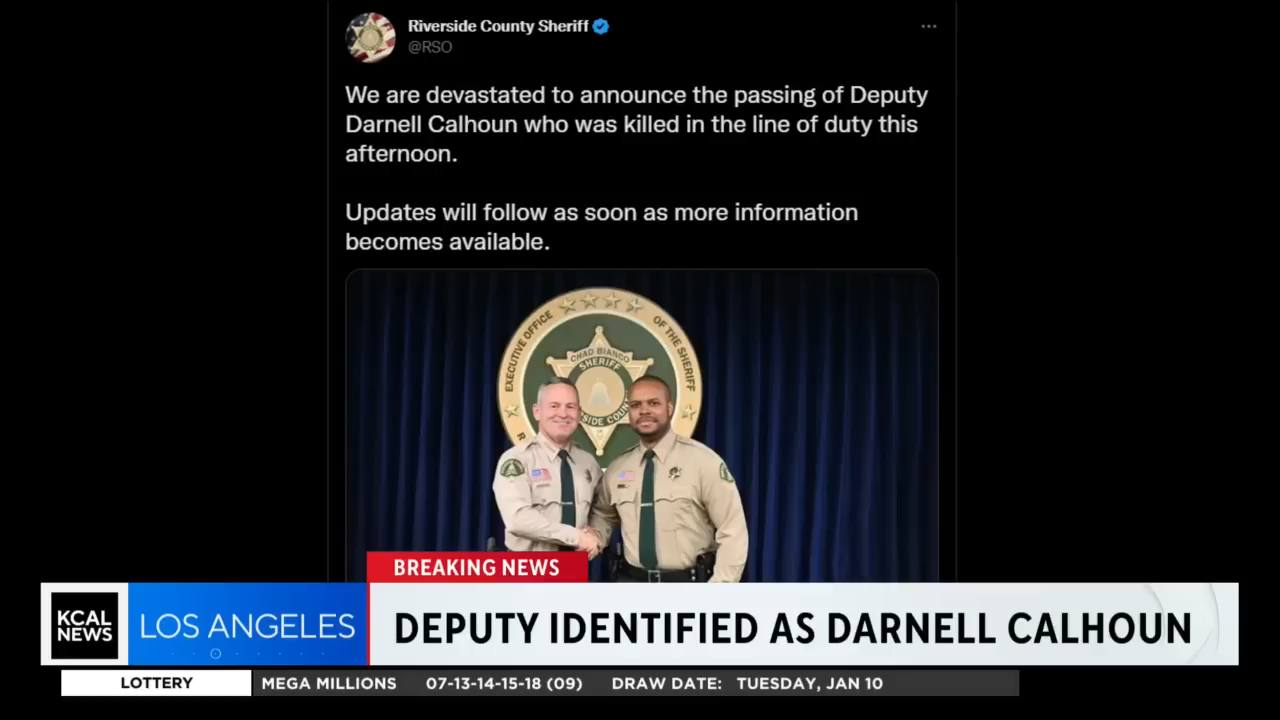 Riverside County Sheriff
@RSO
We are devastated to announce the passing of Deputy
Darnell Calhoun who was killed in the line of duty this
afternoon.
Updates will follow as soon as more information
becomes available.
EXECUTIVE OFFICE OF THE SHERIFF
CHAD BIANCO
SHERIFF
SIDE COUN
BREAKING NEWS
KCAL
NEWS
LOS ANGELES
DEPUTY IDENTIFIED AS DARNELL CALHOUN
LOTTERY
MEGA MILLIONS 07-13-14-15-18 (09) DRAW DATE: TUESDAY, JAN 10